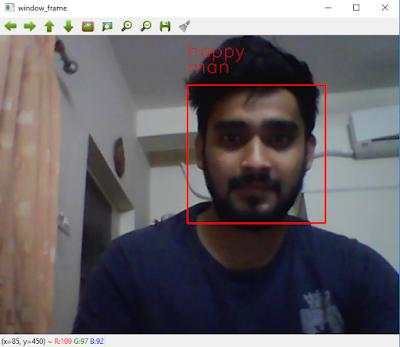 window_frame
happy
man
(x=85, y=450) ~ R:109 G:97 B:92